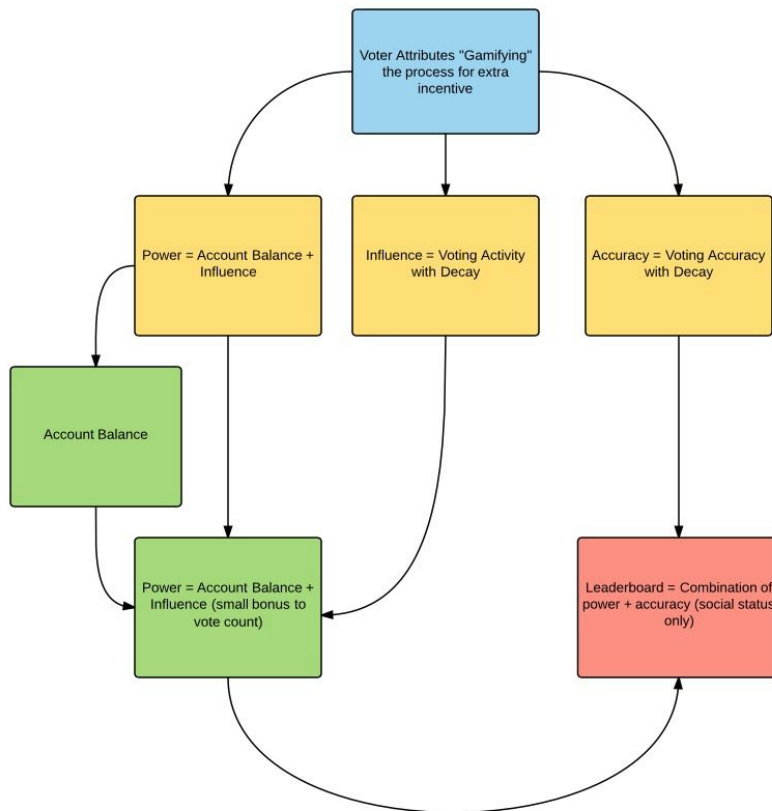 Voter Attributes "Gamifying"
the process for extra
incentive
Power = Account Balance +
Influence
Influence = Voting Activity
with Decay
Accuracy = Voting Accuracy
with Decay
Account Balance
Power = Account Balance +
Influence (small bonus to
vote count)
Leaderboard = Combination of
power + accuracy (social status
only)